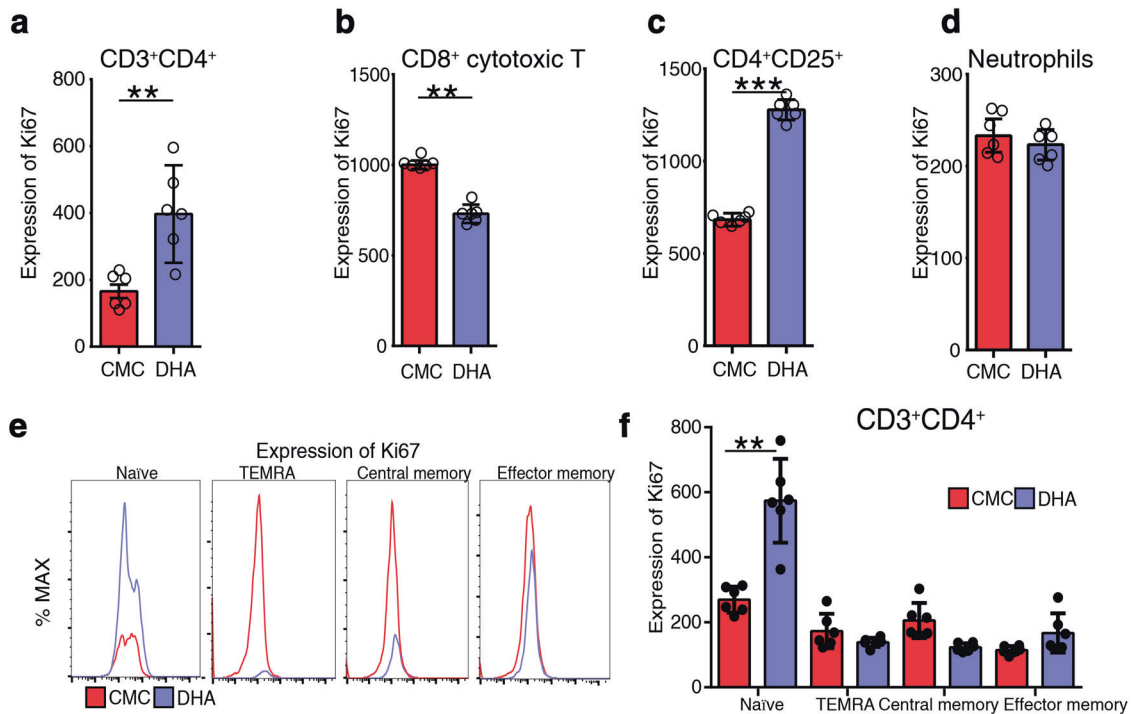 a
CD3⁺CD4⁺
Expression of Ki67
800
600
400
200
0
**
CMC DHA
b
CD8⁺ cytotoxic T
Expression of Ki67
1500
1000
500
0
**
CMC DHA
c
CD4⁺CD25⁺
Expression of Ki67
1500
1000
500
0
***
CMC DHA
d
Neutrophils
Expression of Ki67
300
200
100
0
CMC DHA
e
Expression of Ki67
Naïve TEMRA Central memory Effector memory
% MAX
CMC DHA
f
CD3⁺CD4⁺
Expression of Ki67
800
600
400
200
0
**
CMC DHA
Naïve TEMRA Central memory Effector memory